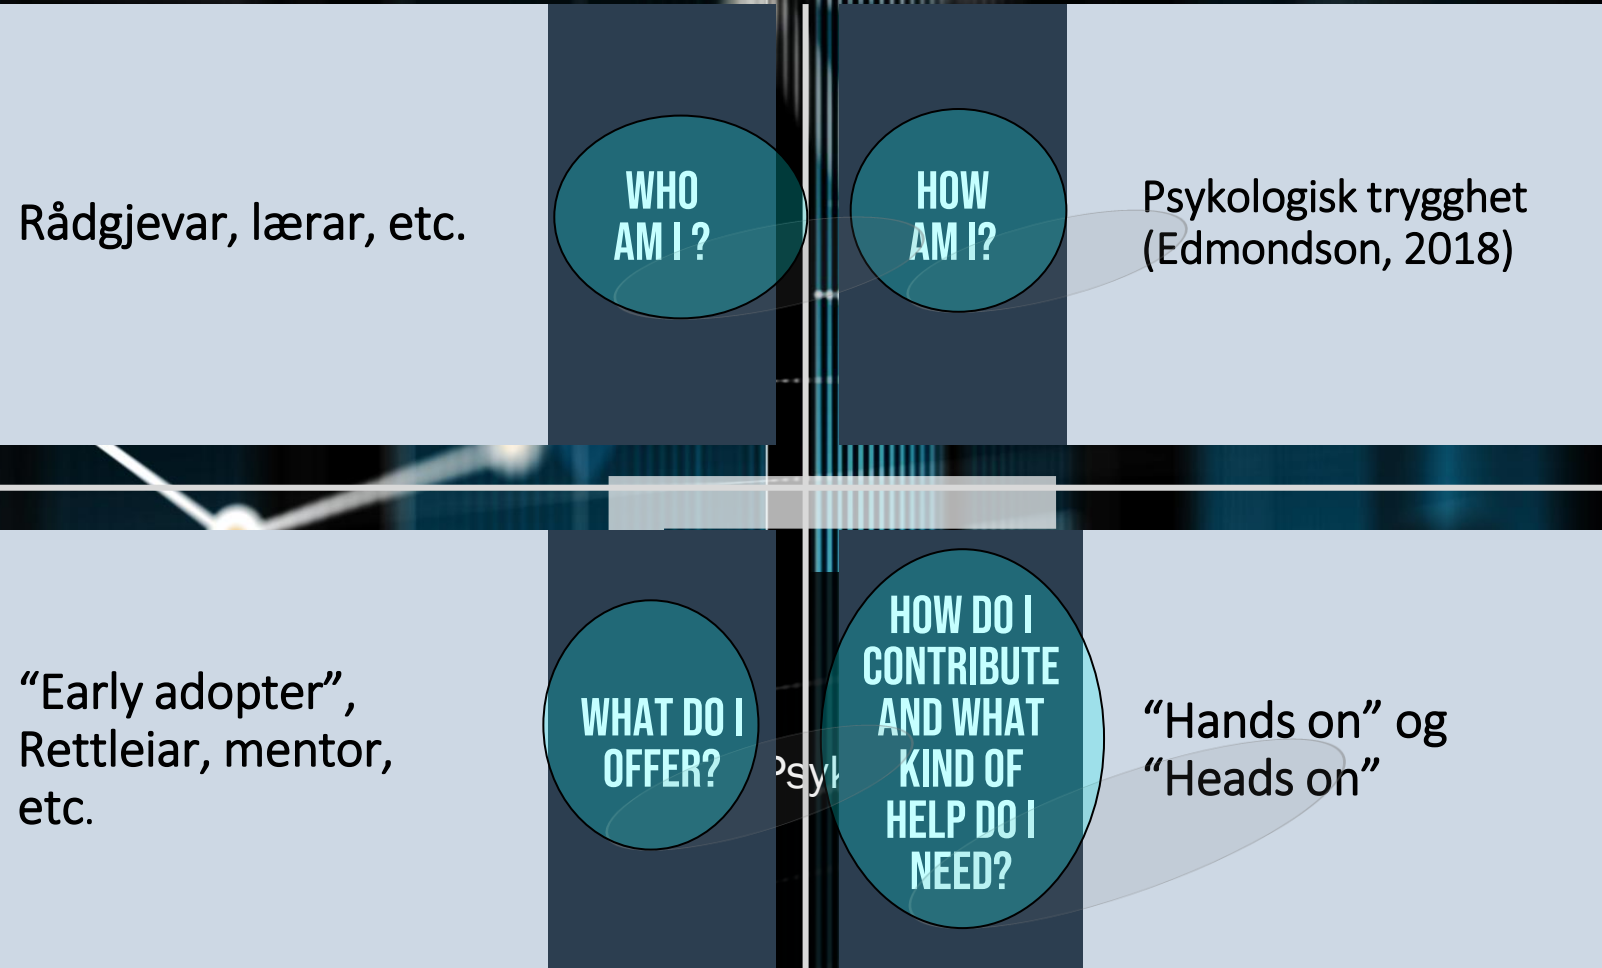 Rådgjevar, lærar, etc.
WHO
AM I ?
HOW
AM I?
Psykologisk trygghet
(Edmondson, 2018)
“Early adopter”,
Rettleiar, mentor,
etc.
WHAT DO I
OFFER?
HOW DO I
CONTRIBUTE
AND WHAT
KIND OF
HELP DO I
NEED?
“Hands on” og
“Heads on”